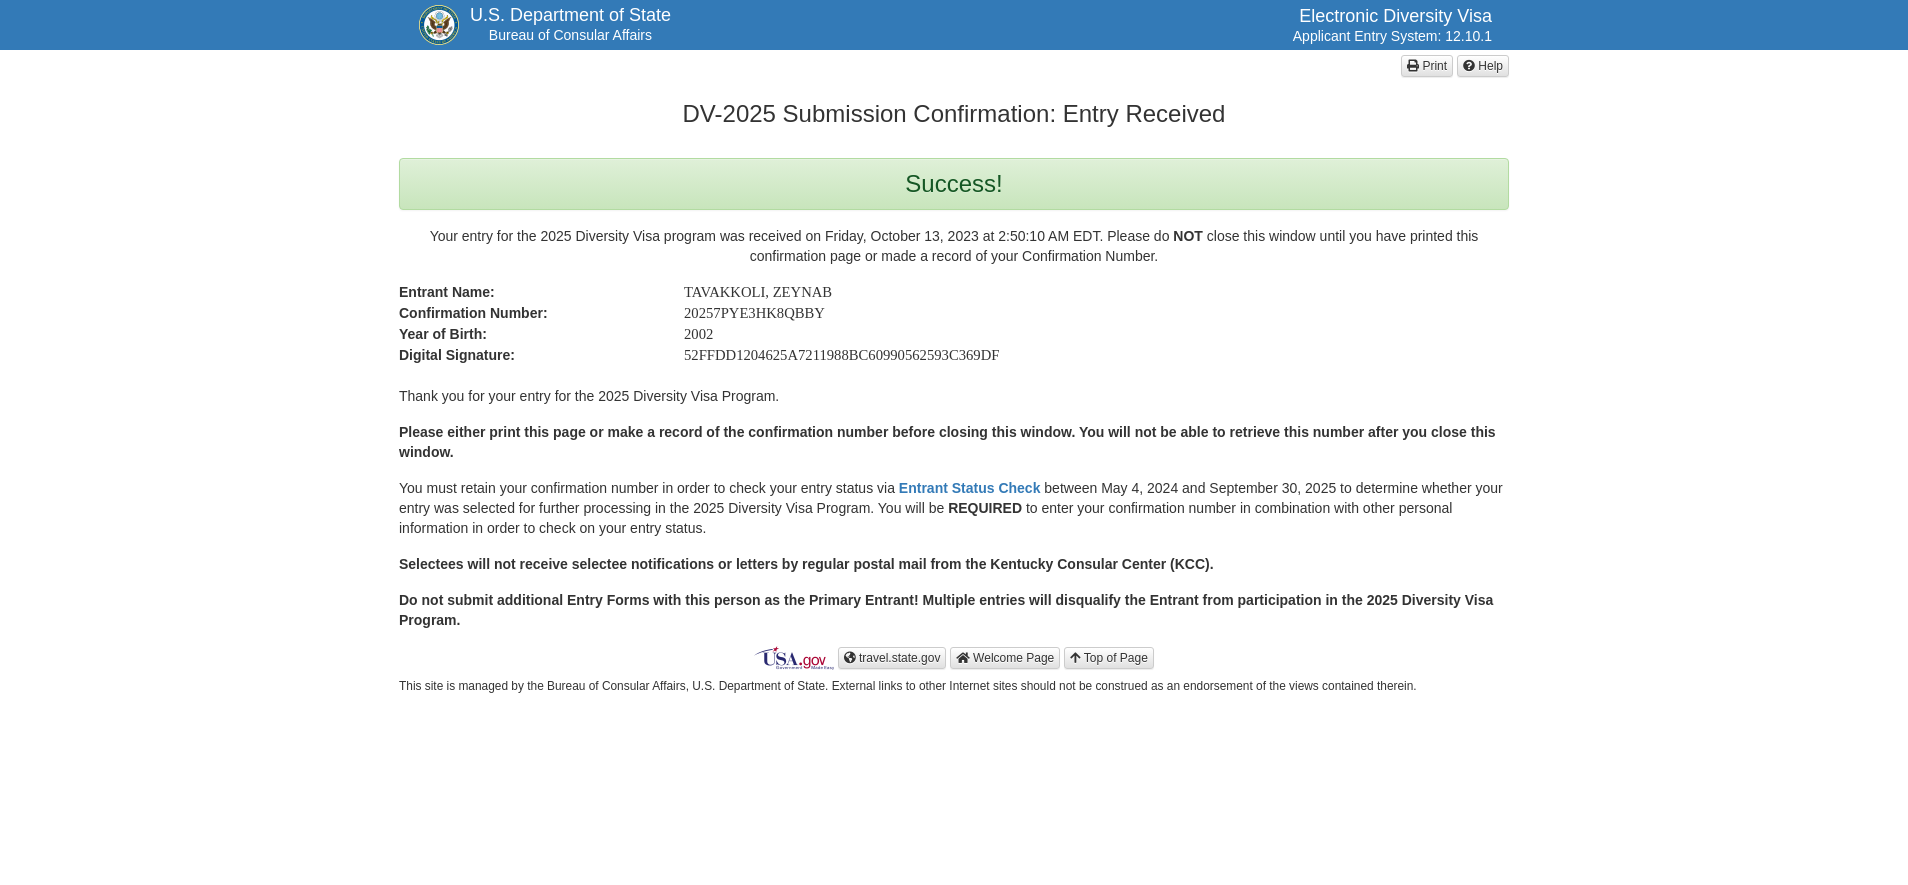 U.S. Department of State
Bureau of Consular Affairs
Electronic Diversity Visa
Applicant Entry System: 12.10.1
Print Help
DV-2025 Submission Confirmation: Entry Received
Success!
Your entry for the 2025 Diversity Visa program was received on Friday, October 13, 2023 at 2:50:10 AM EDT. Please do NOT close this window until you have printed this
confirmation page or made a record of your Confirmation Number.
Entrant Name: TAVAKKOLI, ZEYNAB
Confirmation Number: 20257PYE3HK8QBBY
Year of Birth: 2002
Digital Signature: 52FFDD1204625A7211988BC60990562593C369DF
Thank you for your entry for the 2025 Diversity Visa Program.
Please either print this page or make a record of the confirmation number before closing this window. You will not be able to retrieve this number after you close this
window.
You must retain your confirmation number in order to check your entry status via Entrant Status Check between May 4, 2024 and September 30, 2025 to determine whether your
entry was selected for further processing in the 2025 Diversity Visa Program. You will be REQUIRED to enter your confirmation number in combination with other personal
information in order to check on your entry status.
Selectees will not receive selectee notifications or letters by regular postal mail from the Kentucky Consular Center (KCC).
Do not submit additional Entry Forms with this person as the Primary Entrant! Multiple entries will disqualify the Entrant from participation in the 2025 Diversity Visa
Program.
USA.gov travel.state.gov Welcome Page Top of Page
Government Made Easy
This site is managed by the Bureau of Consular Affairs, U.S. Department of State. External links to other Internet sites should not be construed as an endorsement of the views contained therein.